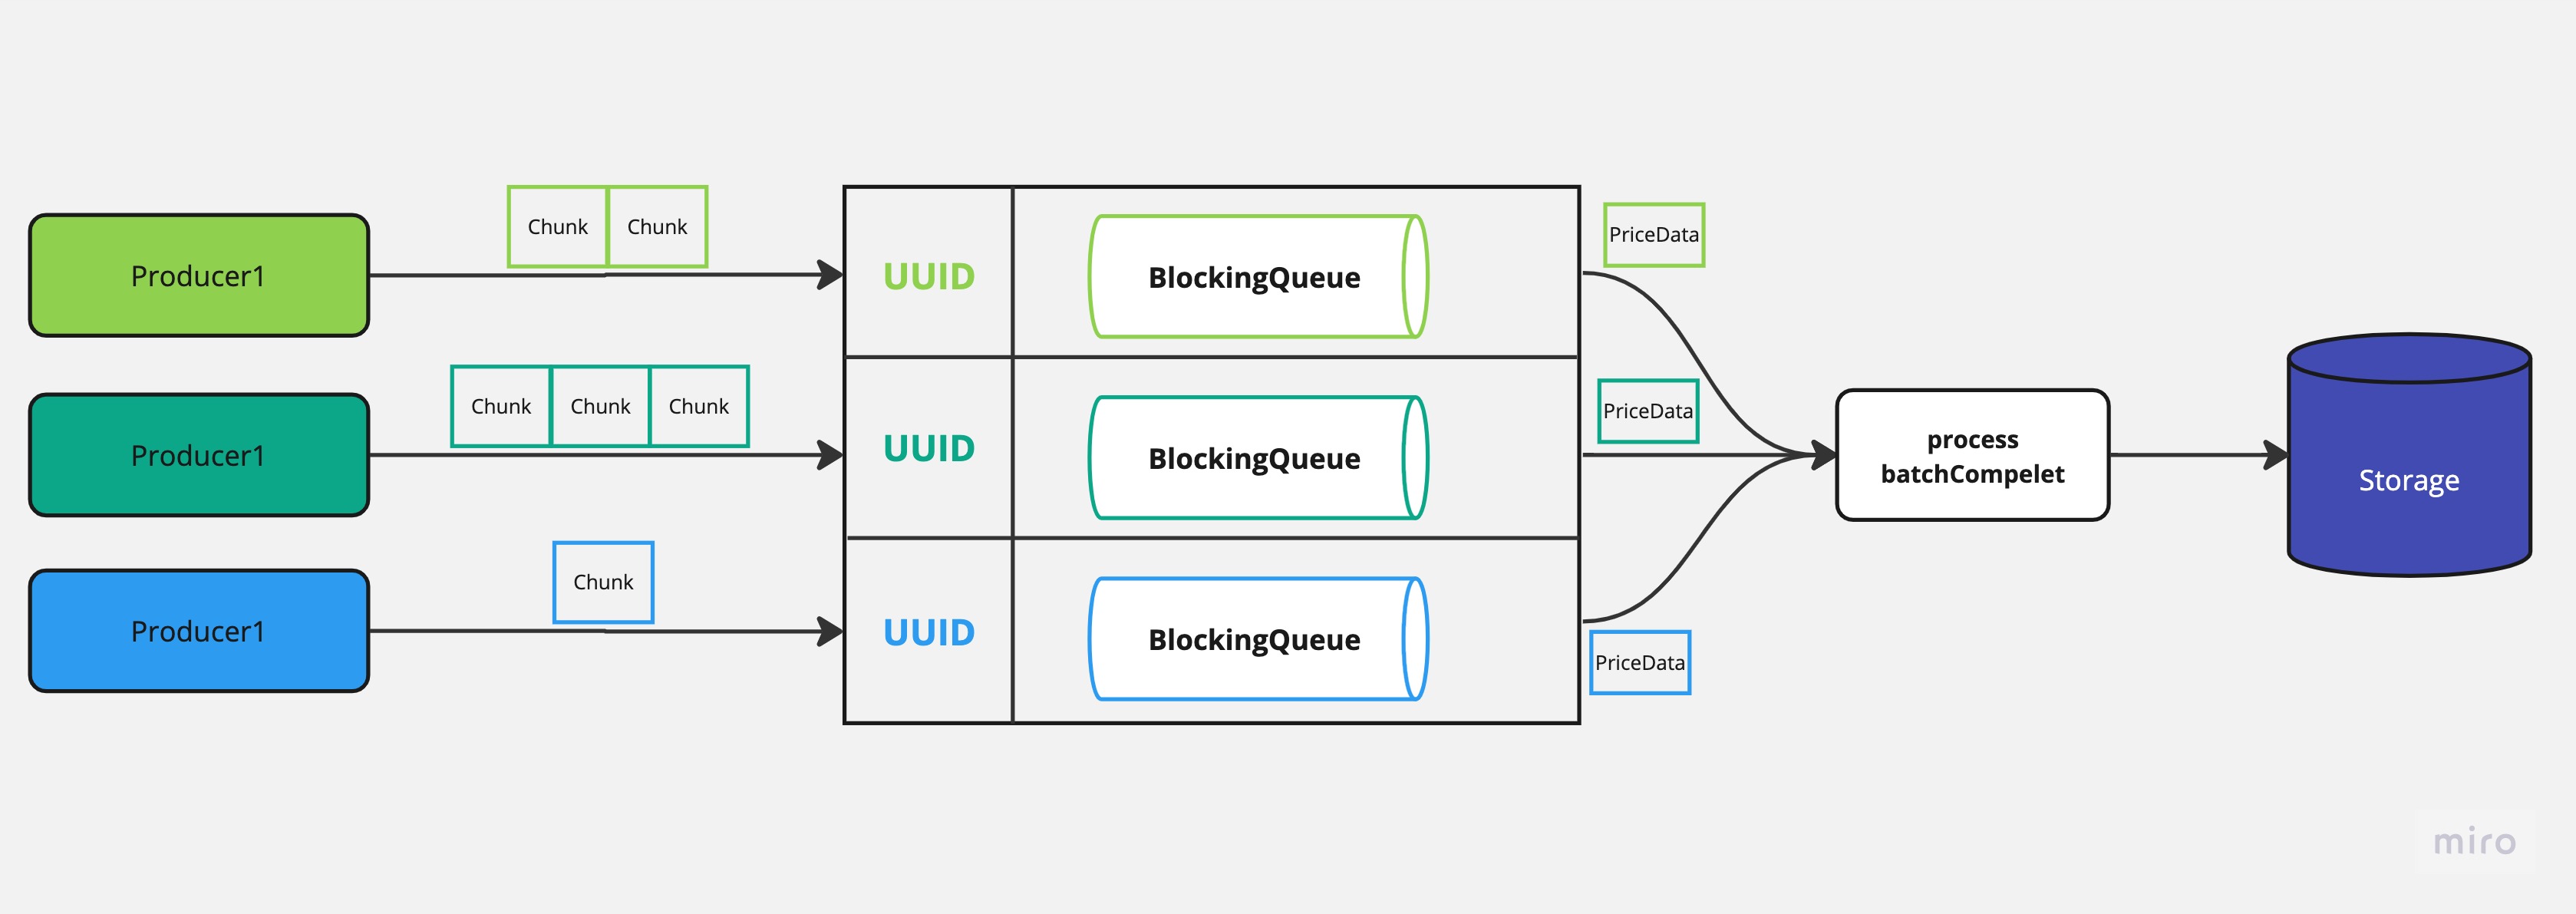 Producer1
Chunk Chunk
UUID
BlockingQueue
PriceData
Producer1
Chunk Chunk Chunk
UUID
BlockingQueue
PriceData
Producer1
Chunk
UUID
BlockingQueue
PriceData
process
batchCompelet
Storage
miro